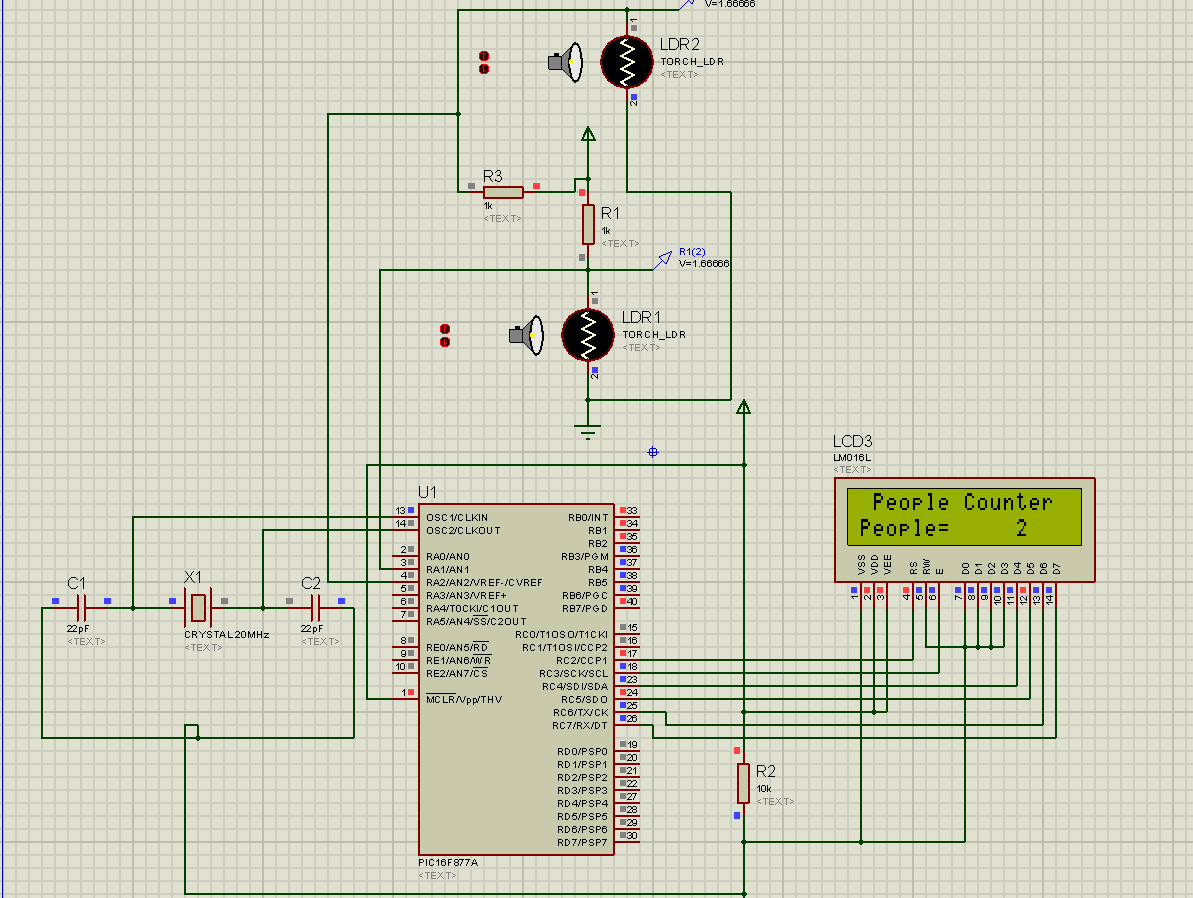 V=1.66666
1
LDR2
TORCH_LDR
<TEXT>
2
R3
1k
<TEXT>
R1
1k
<TEXT>
R1(2)
V=1.66666
1
LDR1
TORCH_LDR
<TEXT>
2
LCD3
LM016L
<TEXT>
People Counter
People= 2
VSS VDD VEE RS RW E D0 D1 D2 D3 D4 D5 D6 D7
1 2 3 4 5 6 7 8 9 10 11 12 13 14
U1
13 OSC1/CLKIN RB0/INT 33
14 OSC2/CLKOUT RB1 34
RB2 35
2 RA0/AN0 RB3/PGM 36
3 RA1/AN1 RB4 37
4 RA2/AN2/VREF-/CVREF RB5 38
5 RA3/AN3/VREF+ RB6/PGC 39
6 RA4/T0CKI/C1OUT RB7/PGD 40
7 RA5/AN4/SS/C2OUT
RC0/T1OSO/T1CKI 15
8 RE0/AN5/RD RC1/T1OSI/CCP2 16
9 RE1/AN6/WR RC2/CCP1 17
10 RE2/AN7/CS RC3/SCK/SCL 18
RC4/SDI/SDA 23
1 MCLR/Vpp/THV RC5/SDO 24
RC6/TX/CK 25
RC7/RX/DT 26
RD0/PSP0 19
RD1/PSP1 20
RD2/PSP2 21
RD3/PSP3 22
RD4/PSP4 27
RD5/PSP5 28
RD6/PSP6 29
RD7/PSP7 30
PIC16F877A
<TEXT>
C1
22pF
<TEXT>
X1
CRYSTAL20MHz
<TEXT>
C2
22pF
<TEXT>
R2
10k
<TEXT>